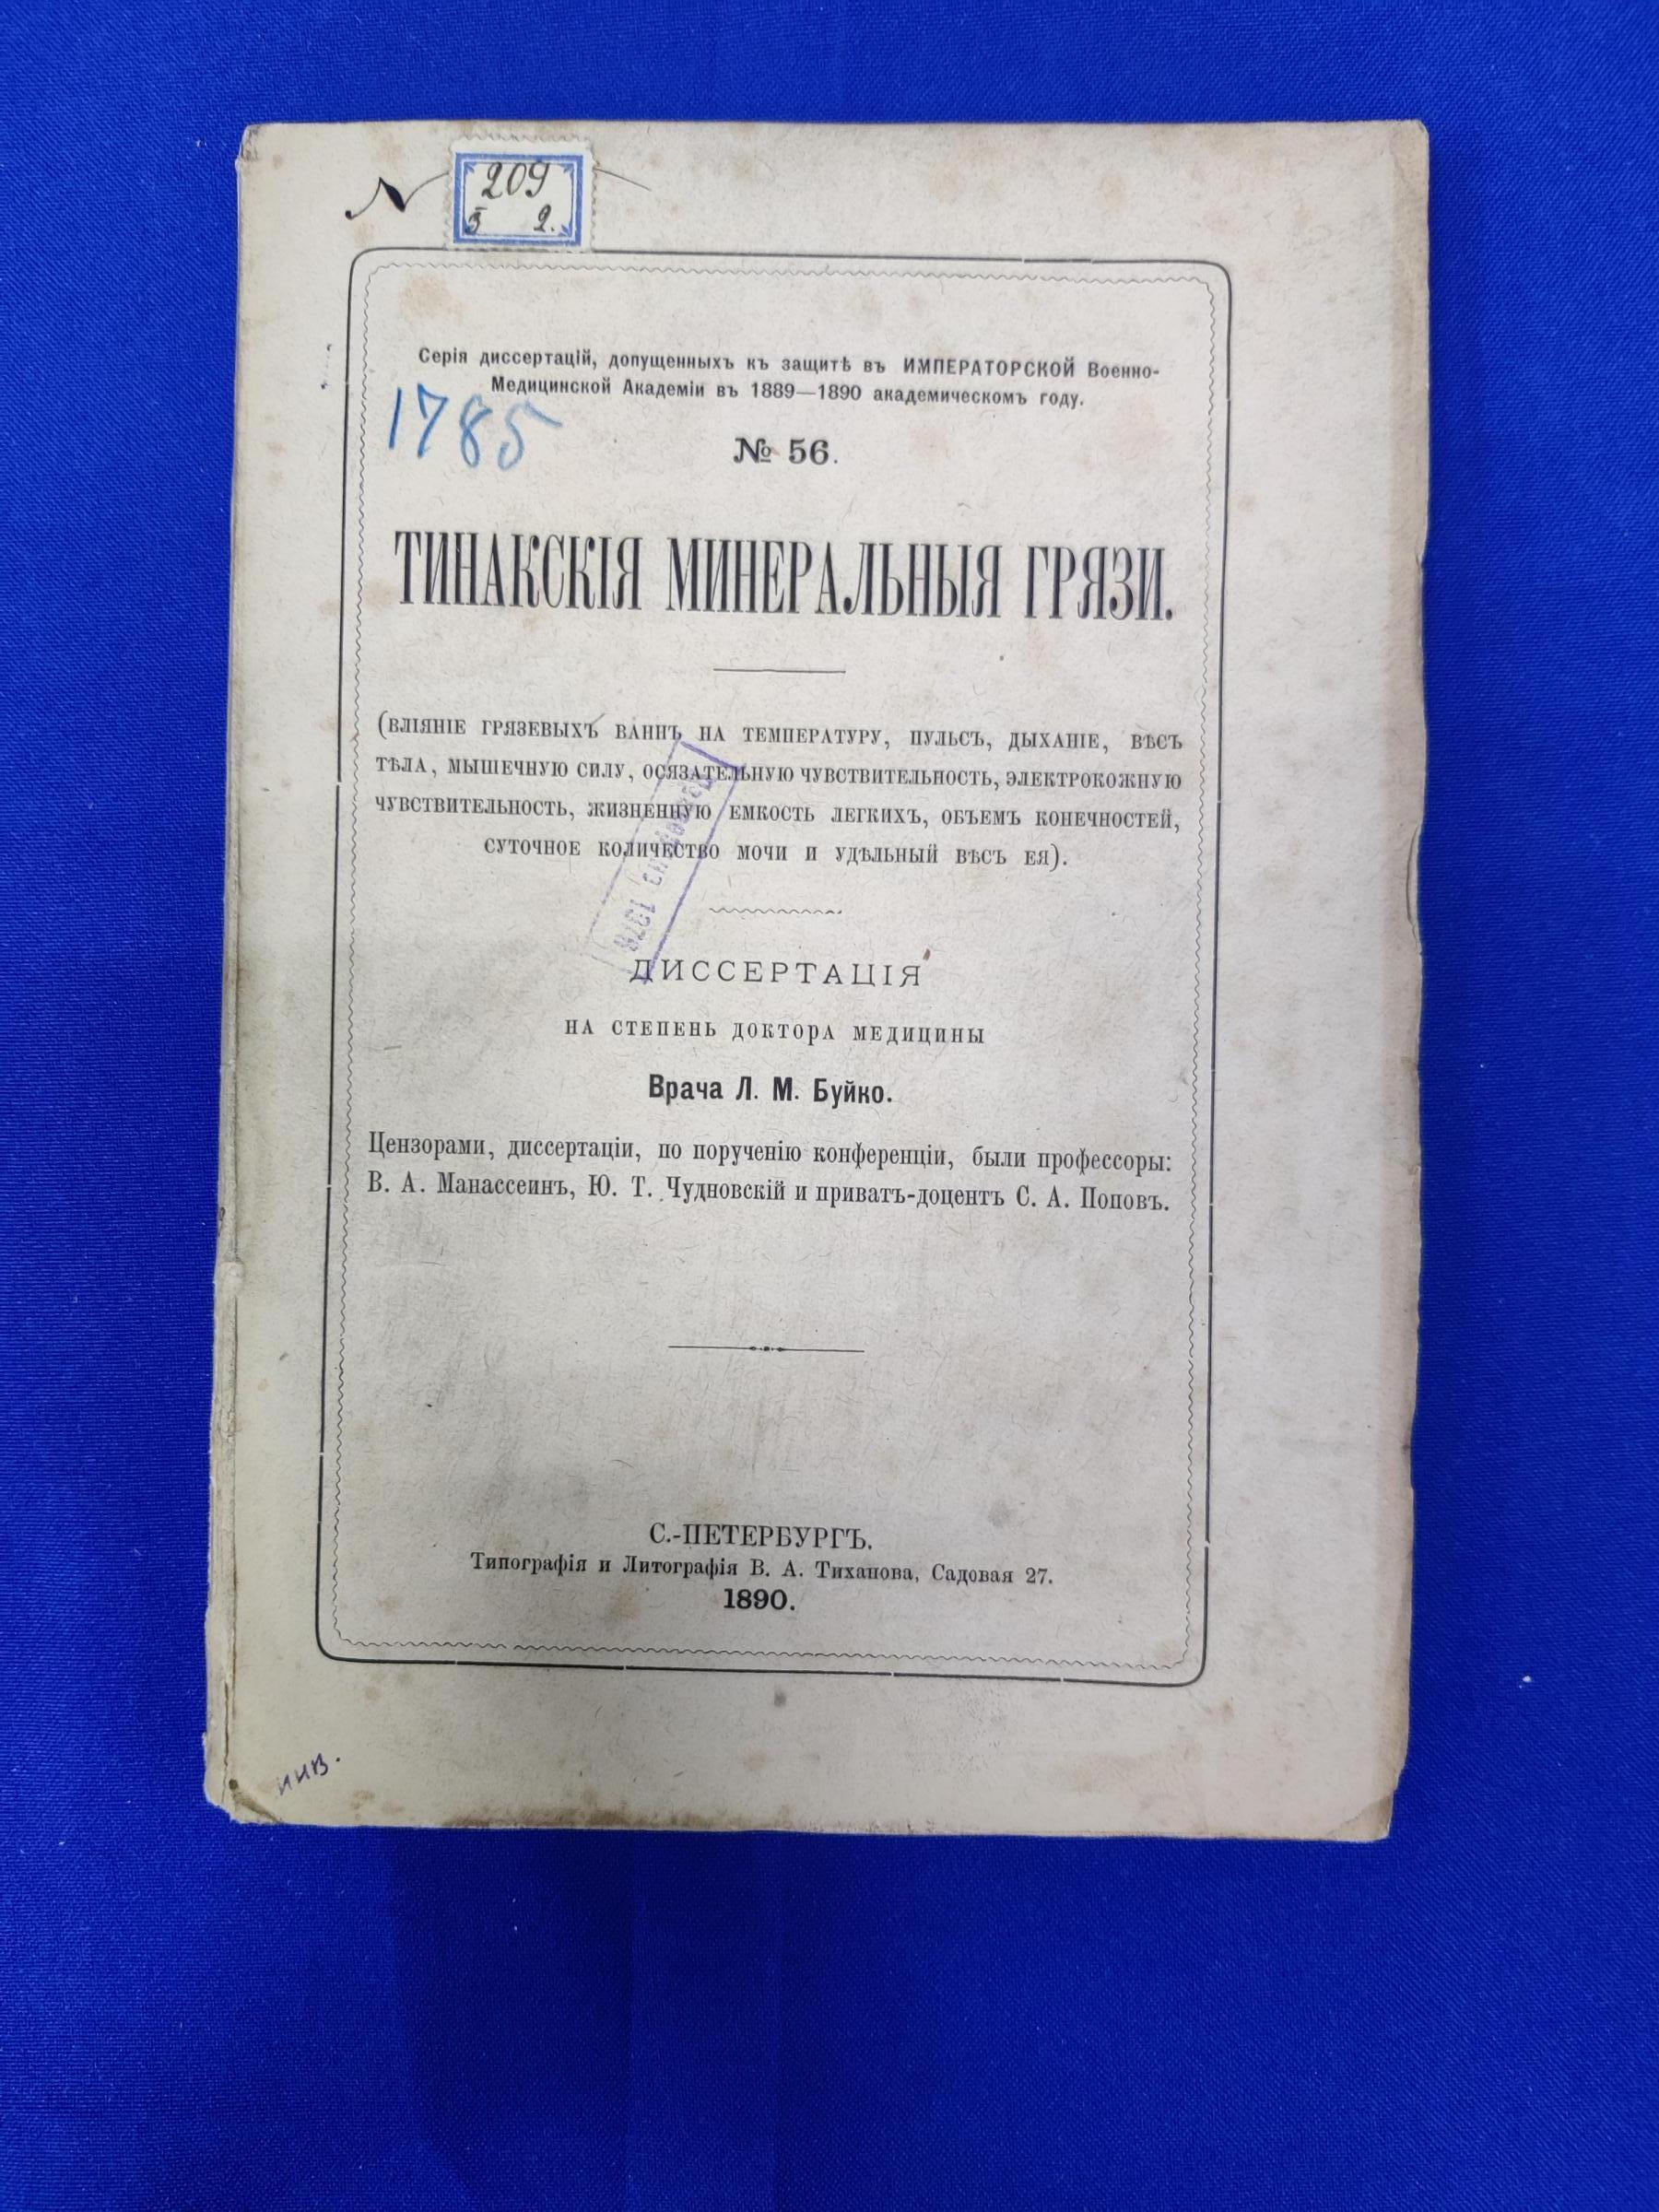 №
209
5 2.
Серія диссертацій, допущенныхъ къ защитѣ въ ИМПЕРАТОРСКОЙ Военно-
Медицинской Академіи въ 1889—1890 академическомъ году.
1785
№ 56.
ТИНАКСКІЯ МИНЕРАЛЬНЫЯ ГРЯЗИ.
(ВЛІЯНІЕ ГРЯЗЕВЫХЪ ВАННЪ НА ТЕМПЕРАТУРУ, ПУЛЬСЪ, ДЫХАНІЕ, ВѢСЪ
ТѢЛА, МЫШЕЧНУЮ СИЛУ, ОСЯЗАТЕЛЬНУЮ ЧУВСТВИТЕЛЬНОСТЬ, ЭЛЕКТРОКОЖНУЮ
ЧУВСТВИТЕЛЬНОСТЬ, ЖИЗНЕННУЮ ЕМКОСТЬ ЛЕГКИХЪ, ОБЪЕМЪ КОНЕЧНОСТЕЙ,
СУТОЧНОЕ КОЛИЧЕСТВО МОЧИ И УДѢЛЬНЫЙ ВѢСЪ ЕЯ).
ДИССЕРТАЦІЯ
НА СТЕПЕНЬ ДОКТОРА МЕДИЦИНЫ
Врача Л. М. Буйко.
Цензорами, диссертаціи, по порученію конференціи, были профессоры:
В. А. Манассеинъ, Ю. Т. Чудновскій и приватъ-доцентъ С. А. Поповъ.
С.-ПЕТЕРБУРГЪ.
Типографія и Литографія В. А. Тиханова, Садовая 27.
1890.
инв.